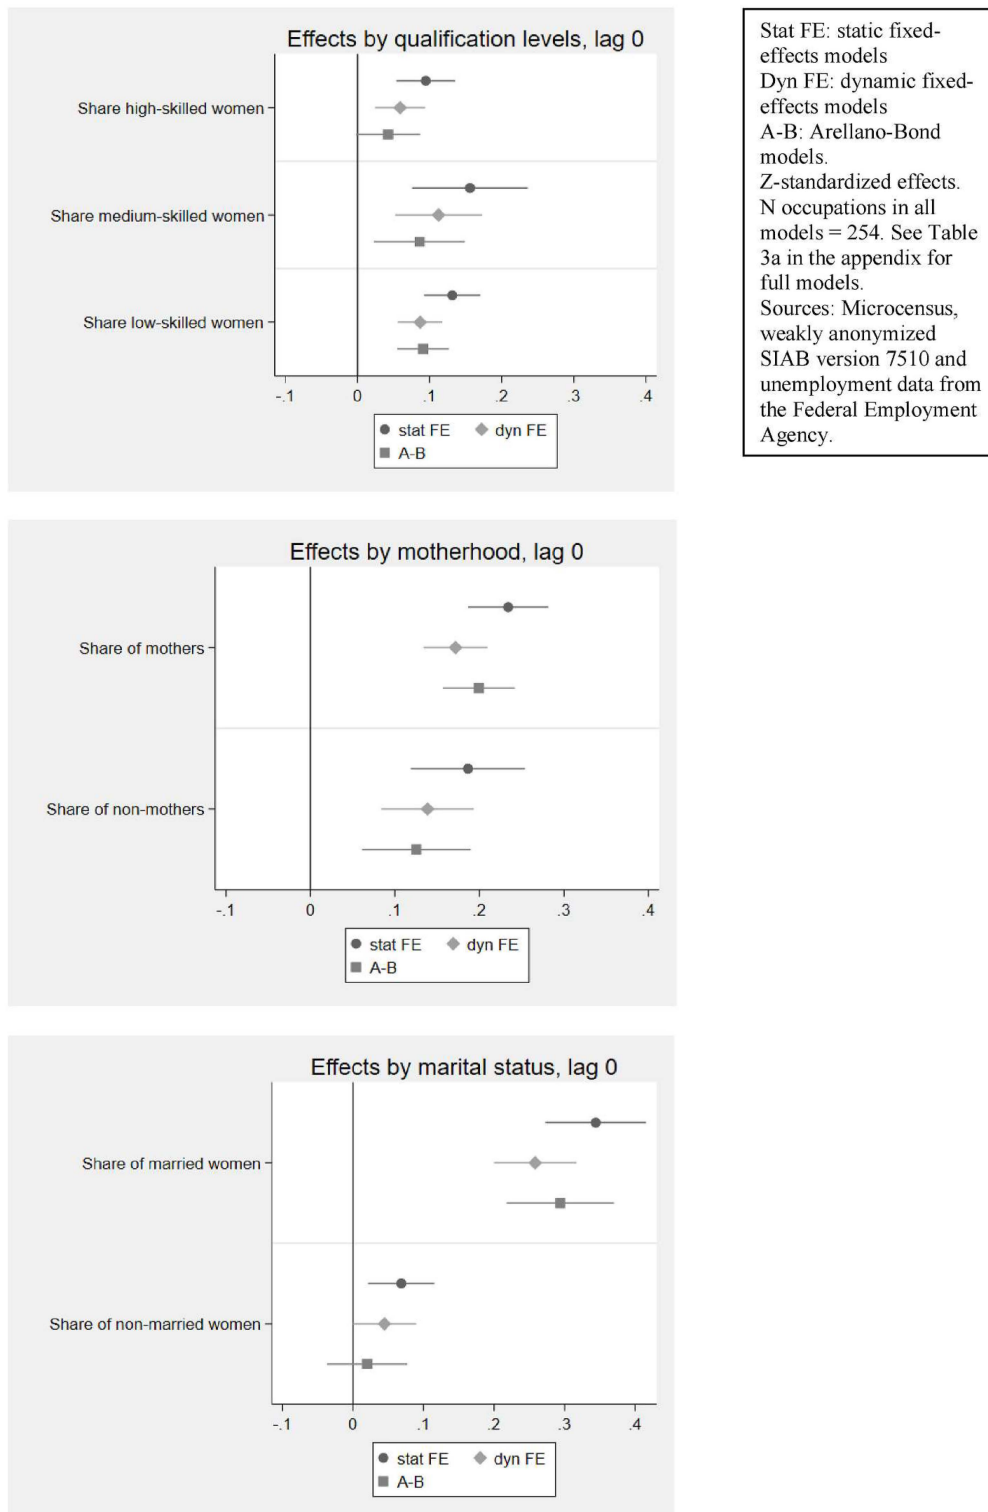 Effects by qualification levels, lag 0
Share high-skilled women
Share medium-skilled women
Share low-skilled women
-.1 0 .1 .2 .3 .4
stat FE dyn FE
A-B
Stat FE: static fixed-
effects models
Dyn FE: dynamic fixed-
effects models
A-B: Arellano-Bond
models.
Z-standardized effects.
N occupations in all
models = 254. See Table
3a in the appendix for
full models.
Sources: Microcensus,
weakly anonymized
SIAB version 7510 and
unemployment data from
the Federal Employment
Agency.
Effects by motherhood, lag 0
Share of mothers
Share of non-mothers
-.1 0 .1 .2 .3 .4
stat FE dyn FE
A-B
Effects by marital status, lag 0
Share of married women
Share of non-married women
-.1 0 .1 .2 .3 .4
stat FE dyn FE
A-B